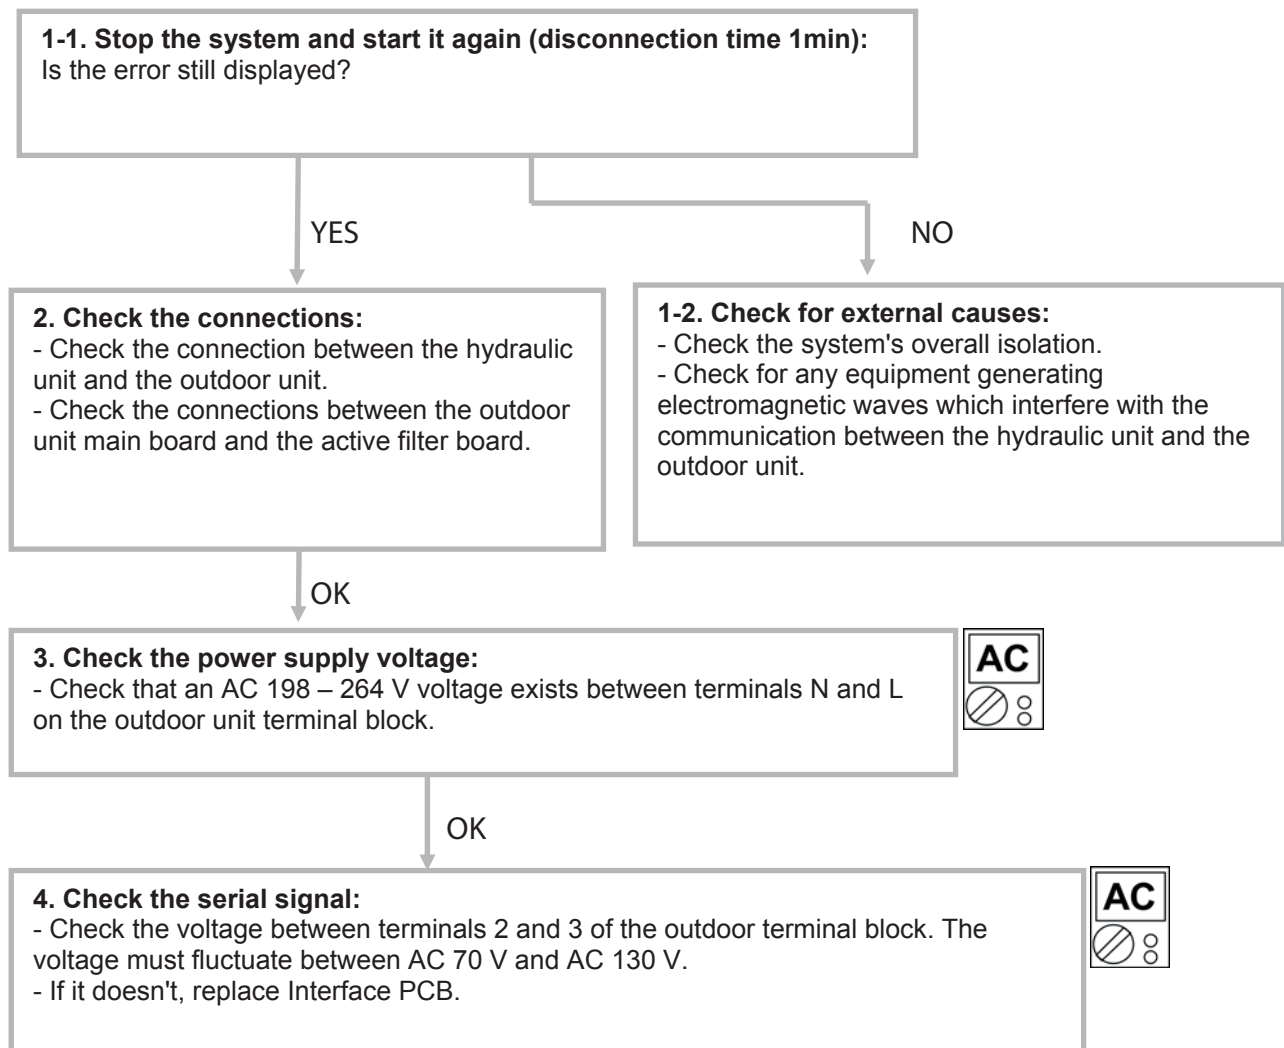 1-1. Stop the system and start it again (disconnection time 1min):
Is the error still displayed?
YES
NO
2. Check the connections:
- Check the connection between the hydraulic
unit and the outdoor unit.
- Check the connections between the outdoor
unit main board and the active filter board.
1-2. Check for external causes:
- Check the system's overall isolation.
- Check for any equipment generating
electromagnetic waves which interfere with the
communication between the hydraulic unit and the
outdoor unit.
OK
3. Check the power supply voltage:
- Check that an AC 198 – 264 V voltage exists between terminals N and L
on the outdoor unit terminal block.
AC
OK
4. Check the serial signal:
- Check the voltage between terminals 2 and 3 of the outdoor terminal block. The
voltage must fluctuate between AC 70 V and AC 130 V.
- If it doesn't, replace Interface PCB.
AC